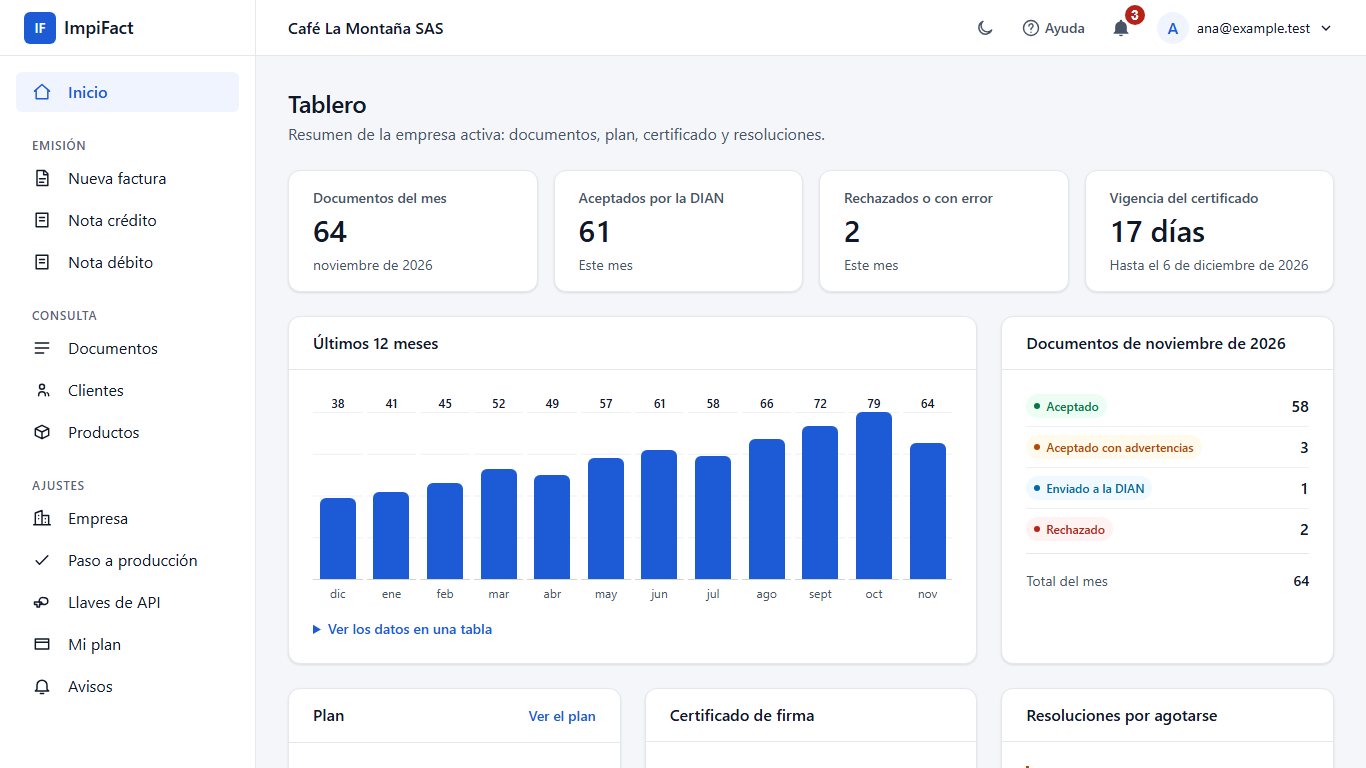 IF ImpiFact
Café La Montaña SAS
Ayuda
3
A
ana@example.test
Inicio
EMISIÓN
Nueva factura
Nota crédito
Nota débito
CONSULTA
Documentos
Clientes
Productos
AJUSTES
Empresa
Paso a producción
Llaves de API
Mi plan
Avisos
Tablero
Resumen de la empresa activa: documentos, plan, certificado y resoluciones.
Documentos del mes
64
noviembre de 2026
Aceptados por la DIAN
61
Este mes
Rechazados o con error
2
Este mes
Vigencia del certificado
17 días
Hasta el 6 de diciembre de 2026
Últimos 12 meses
38 41 45 52 49 57 61 58 66 72 79 64
dic ene feb mar abr may jun jul ago sept oct nov
Ver los datos en una tabla
Documentos de noviembre de 2026
Aceptado 58
Aceptado con advertencias 3
Enviado a la DIAN 1
Rechazado 2
Total del mes 64
Plan Ver el plan
Certificado de firma
Resoluciones por agotarse